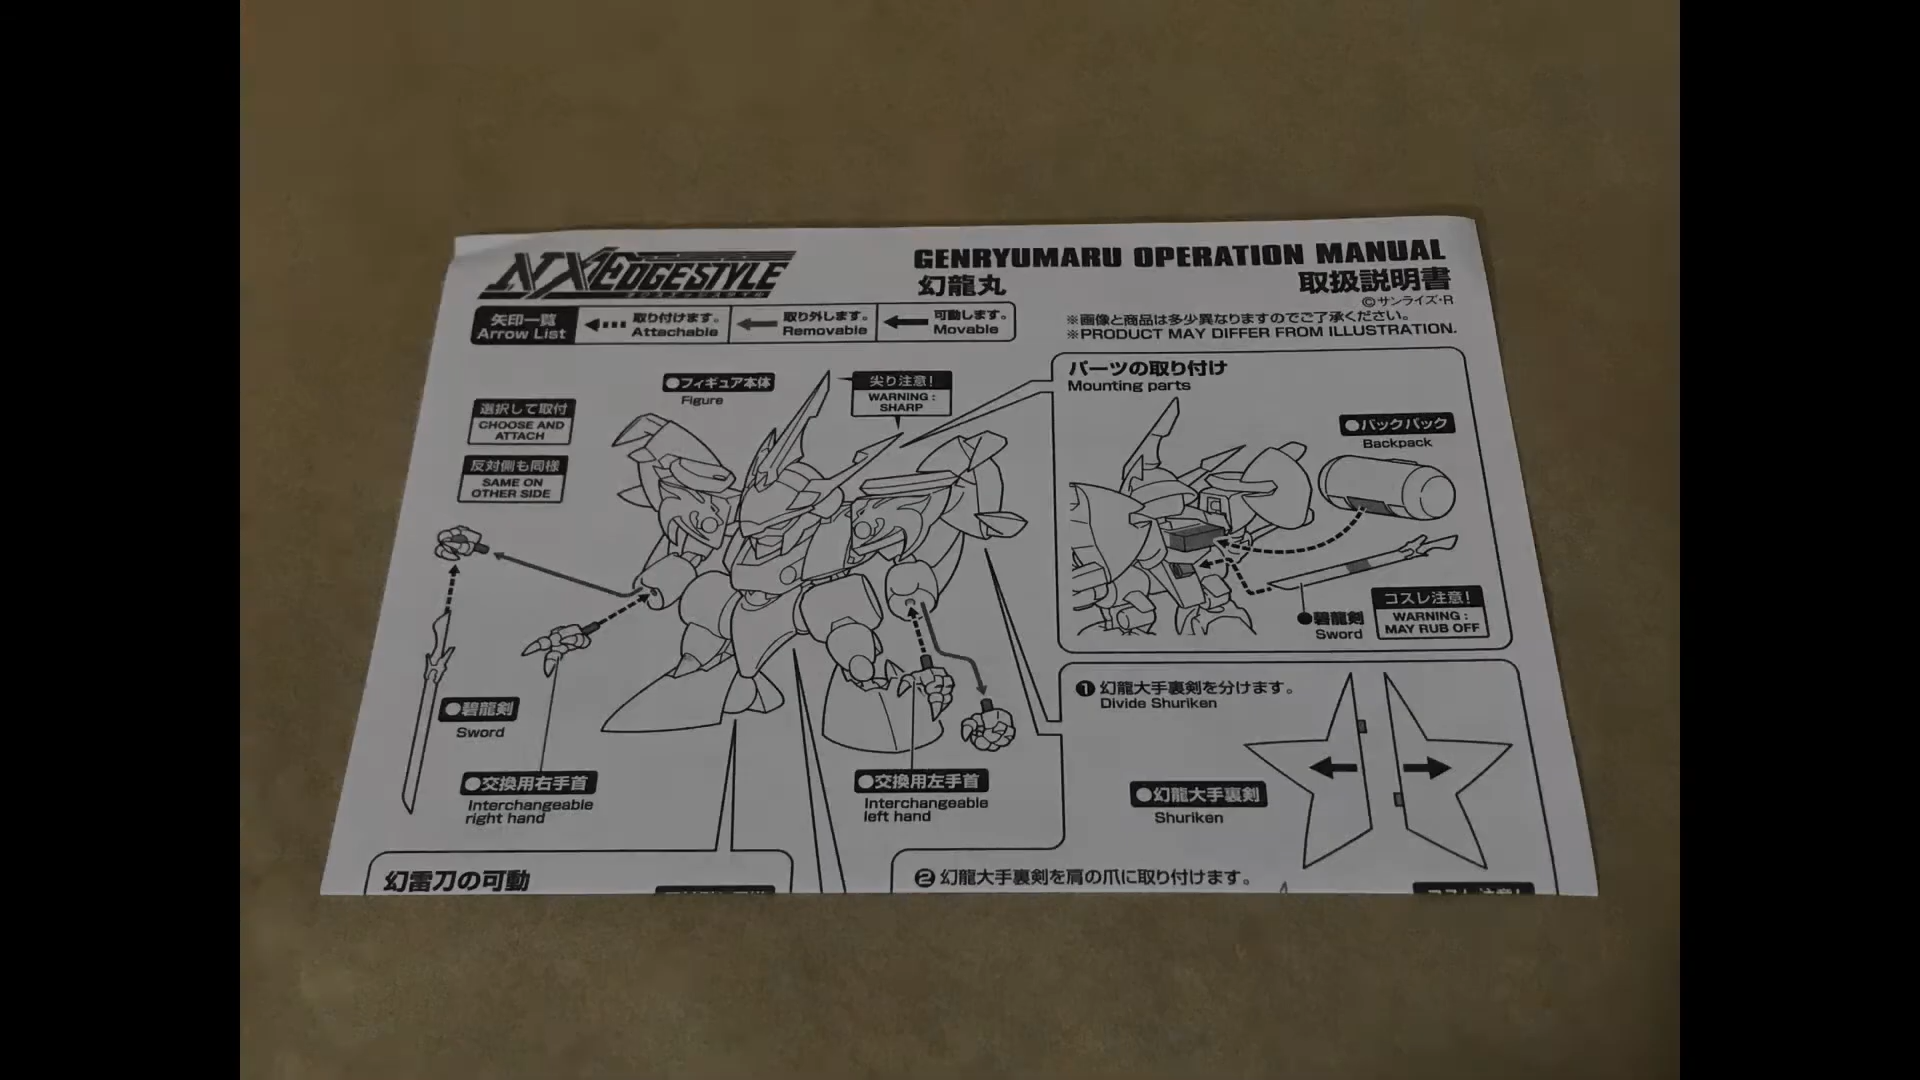 NXEDGESTYLE
GENRYUMARU OPERATION MANUAL
幻龍丸
取扱説明書
©サンライズ・R
矢印一覧
Arrow List
取り付けます。
Attachable
取り外します。
Removable
可動します。
Movable
※画像と商品は多少異なりますのでご了承ください。
※PRODUCT MAY DIFFER FROM ILLUSTRATION.
選択して取付
CHOOSE AND
ATTACH
反対側も同様
SAME ON
OTHER SIDE
●フィギュア本体
Figure
尖り注意!
WARNING :
SHARP
●碧龍剣
Sword
●交換用右手首
Interchangeable
right hand
●交換用左手首
Interchangeable
left hand
パーツの取り付け
Mounting parts
●バックパック
Backpack
●碧龍剣
Sword
コスレ注意!
WARNING :
MAY RUB OFF
❶幻龍大手裏剣を分けます。
Divide Shuriken
●幻龍大手裏剣
Shuriken
幻雷刀の可動
❷幻龍大手裏剣を肩の爪に取り付けます。